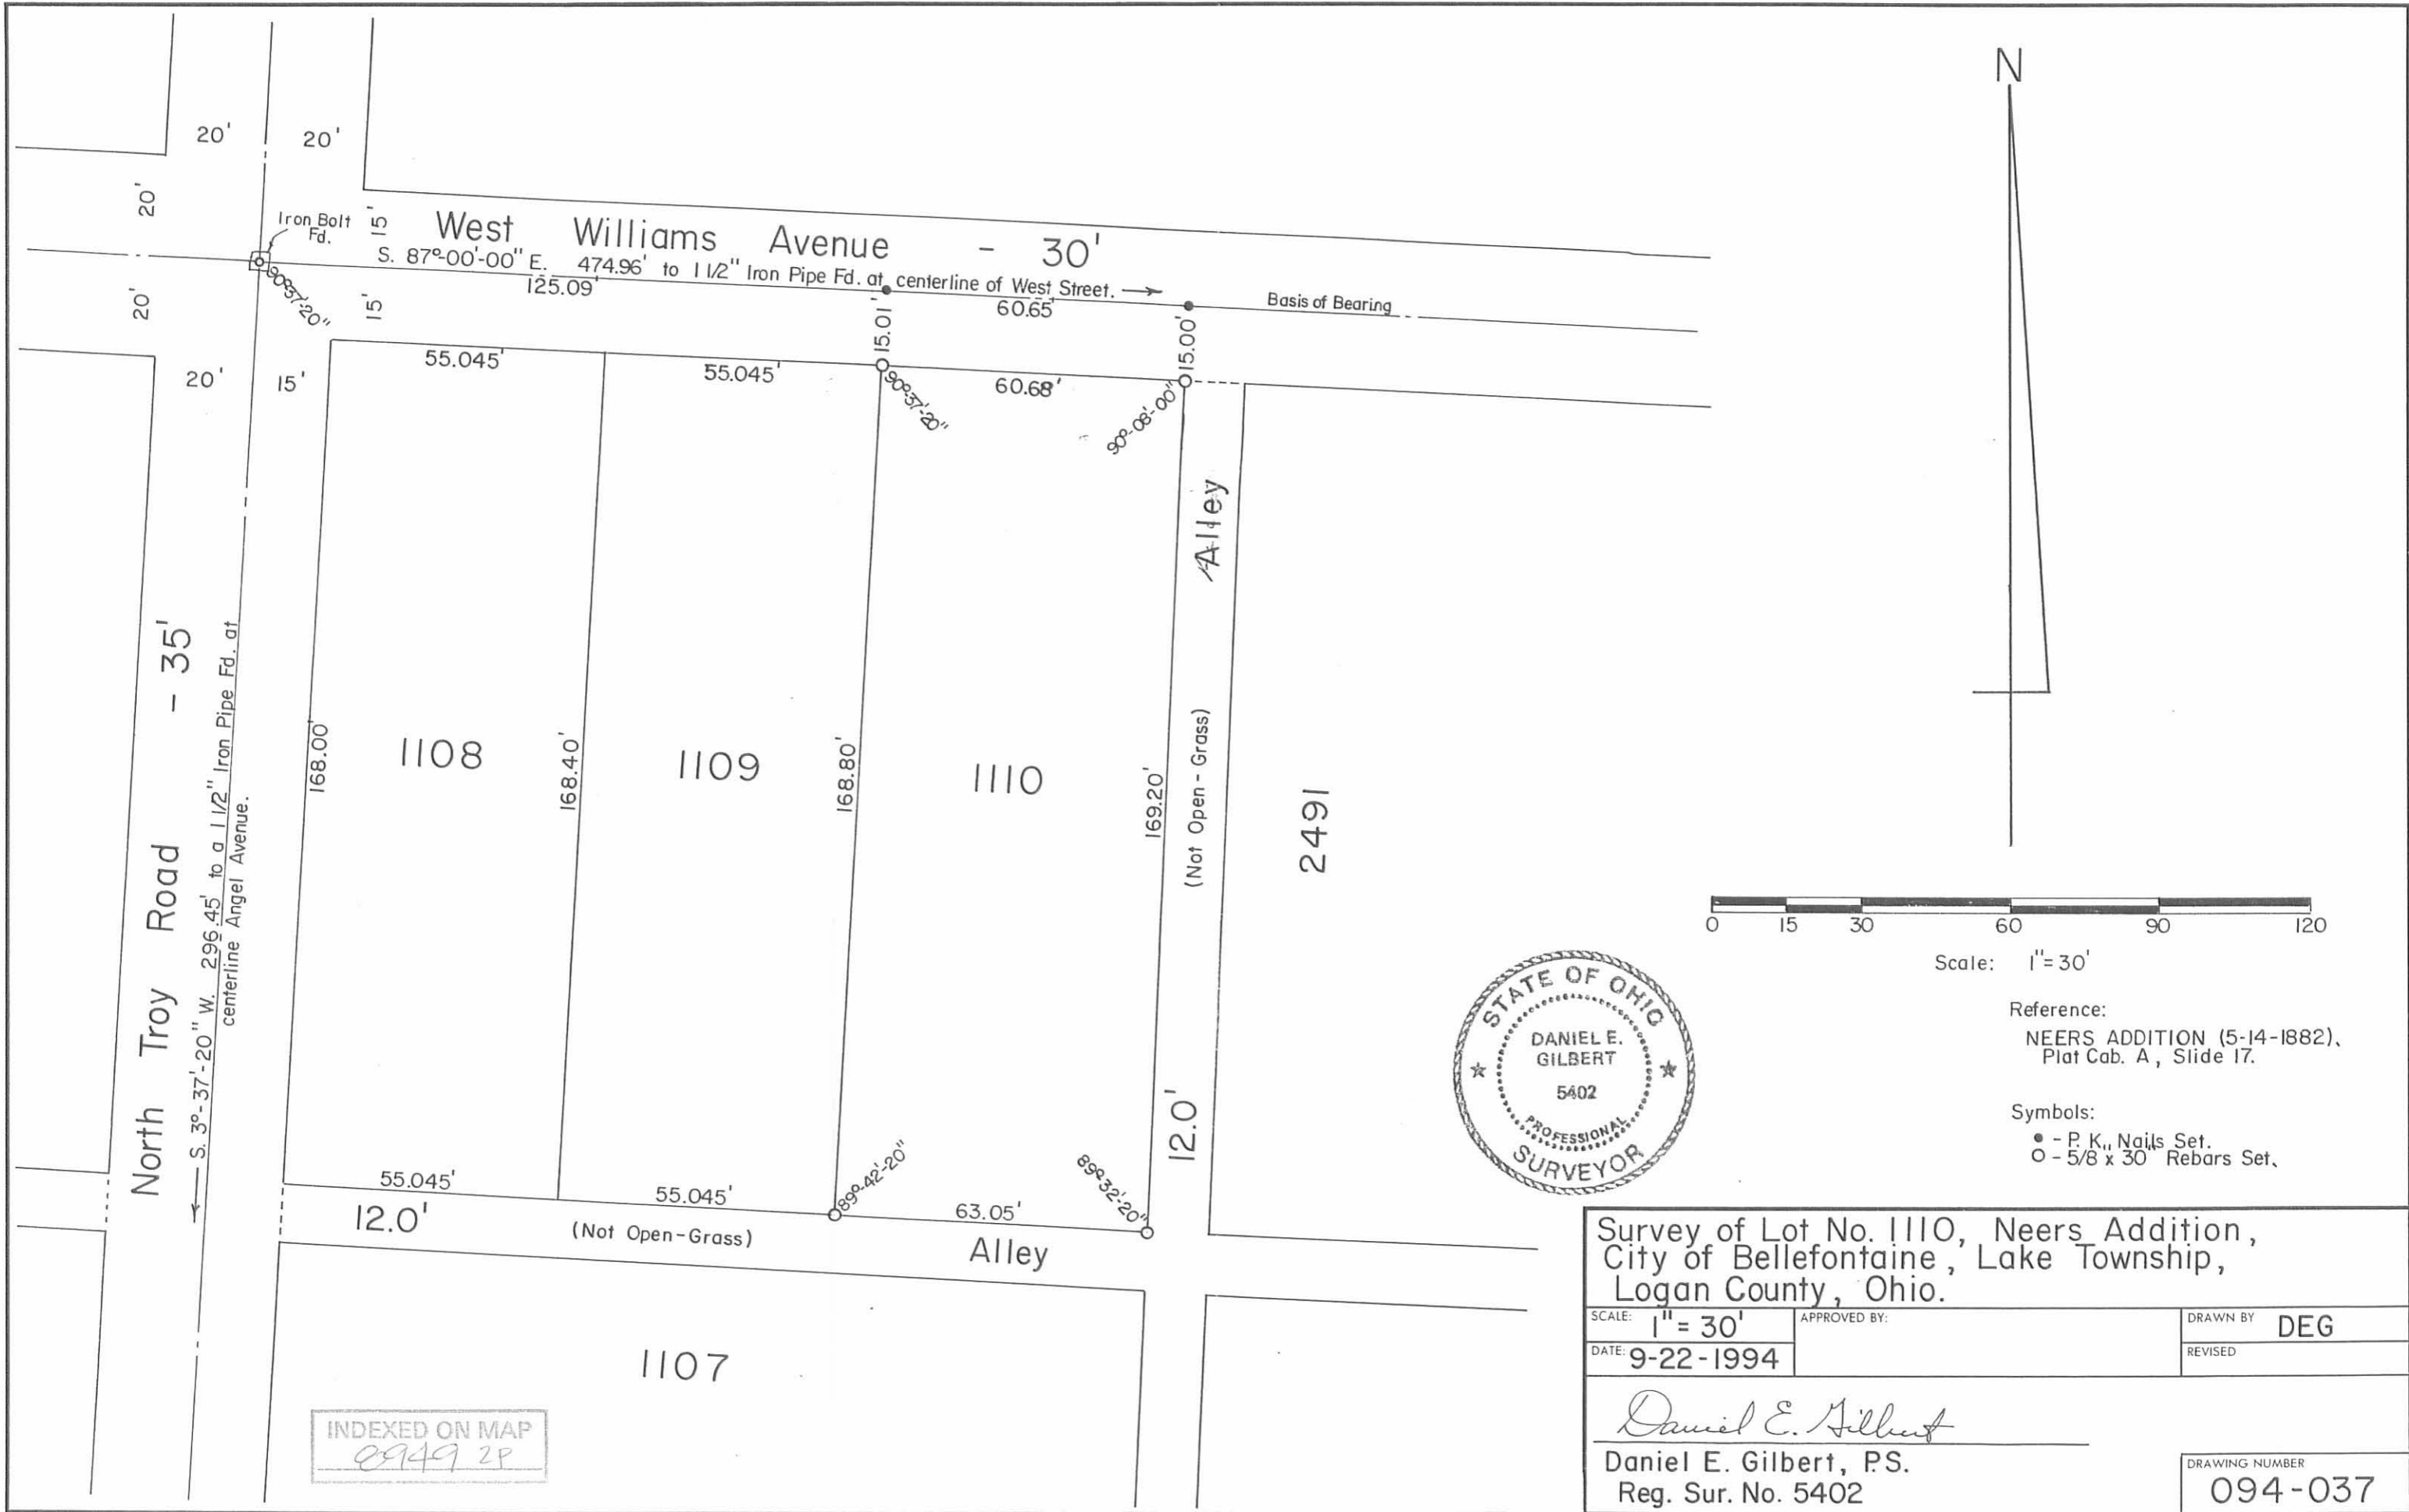 N
20'
20'
20'
Iron Bolt
Fd.
15'
West Williams Avenue - 30'
S. 87º-00'-00" E. 474.96' to 1 1/2" Iron Pipe Fd. at centerline of West Street.
Basis of Bearing
125.09'
60.65'
90º-37'-20"
20'
15'
15.01'
15.00'
20'
15'
55.045'
55.045'
60.68'
90º-37'-20"
90º-08'-00"
Alley
North Troy Road - 35'
S. 3º-37'-20" W. 296.45' to a 1 1/2" Iron Pipe Fd. at
centerline Angel Avenue.
168.00'
1108
168.40'
1109
168.80'
1110
169.20'
(Not Open - Grass)
2491
12.0'
55.045'
55.045'
89º-42'-20"
63.05'
89º-32'-20"
12.0'
(Not Open-Grass)
Alley
1107
INDEXED ON MAP
0 15 30 60 90 120
Scale: 1"=30'
Reference:
NEERS ADDITION (5-14-1882),
Plat Cab. A, Slide 17.
Symbols:
● - P. K. Nails Set.
O - 5/8" x 30" Rebars Set.
STATE OF OHIO
DANIEL E.
GILBERT
5402
PROFESSIONAL
SURVEYOR
Survey of Lot No. 1110, Neers Addition,
City of Bellefontaine, Lake Township,
Logan County, Ohio.
SCALE: 1" = 30'
APPROVED BY:
DRAWN BY DEG
DATE: 9-22-1994
REVISED
Daniel E. Gilbert
Daniel E. Gilbert, P.S.
Reg. Sur. No. 5402
DRAWING NUMBER
094-037